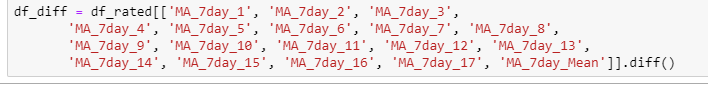 df_diff = df_rated[['MA_7day_1', 'MA_7day_2', 'MA_7day_3',
'MA_7day_4', 'MA_7day_5', 'MA_7day_6', 'MA_7day_7', 'MA_7day_8',
'MA_7day_9', 'MA_7day_10', 'MA_7day_11', 'MA_7day_12', 'MA_7day_13',
'MA_7day_14', 'MA_7day_15', 'MA_7day_16', 'MA_7day_17', 'MA_7day_Mean']].diff()